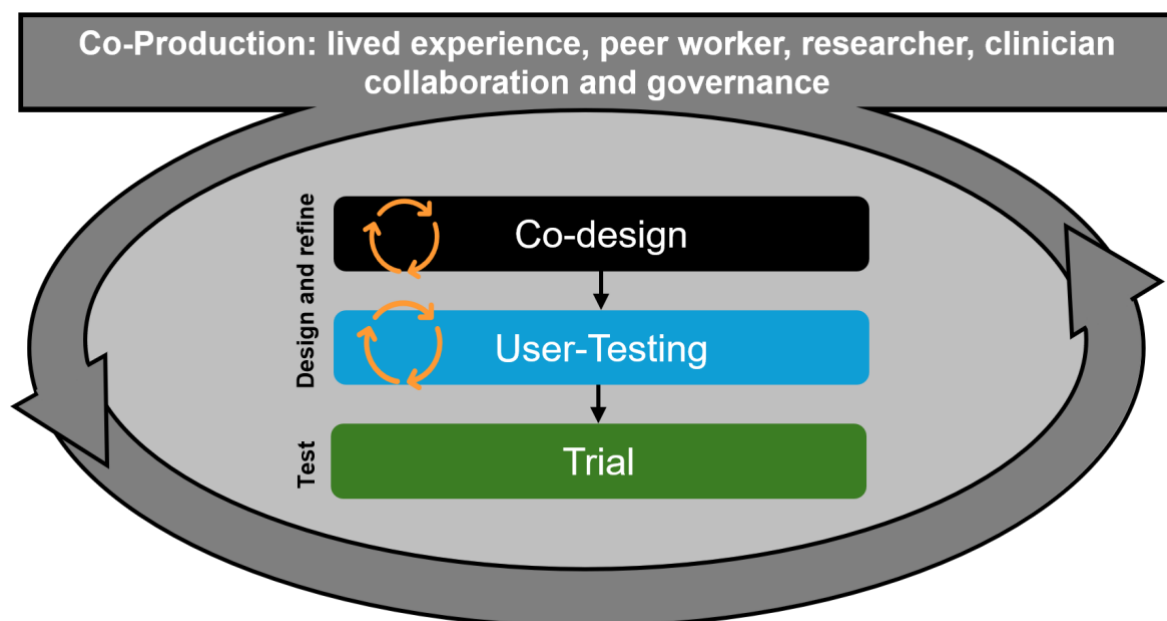 Co-Production: lived experience, peer worker, researcher, clinician
collaboration and governance
Design and refine
Co-design
User-Testing
Test
Trial